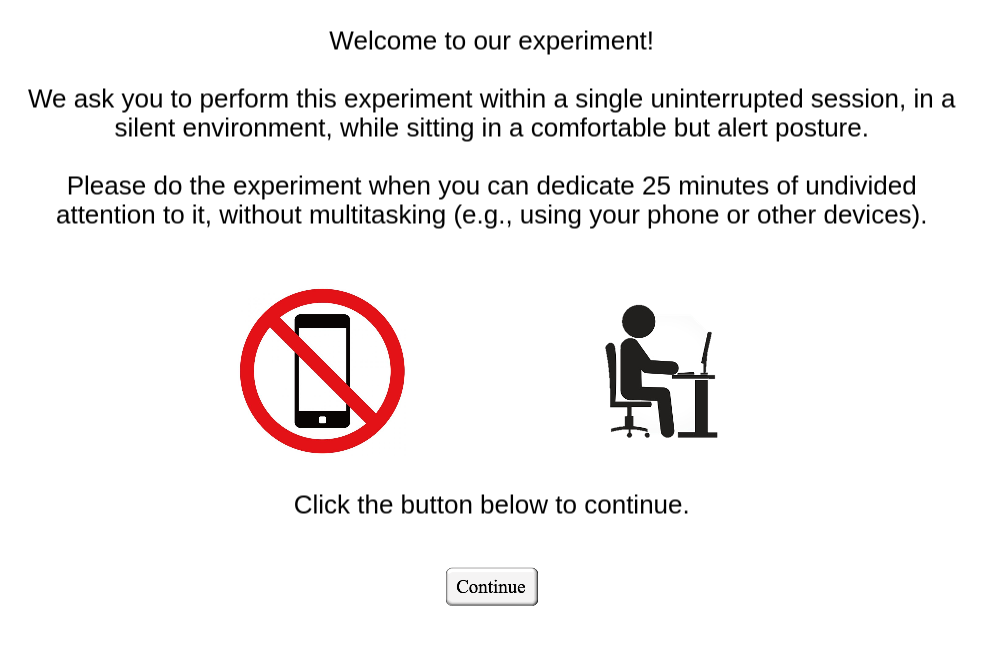 Welcome to our experiment!
We ask you to perform this experiment within a single uninterrupted session, in a
silent environment, while sitting in a comfortable but alert posture.
Please do the experiment when you can dedicate 25 minutes of undivided
attention to it, without multitasking (e.g., using your phone or other devices).
Click the button below to continue.
Continue